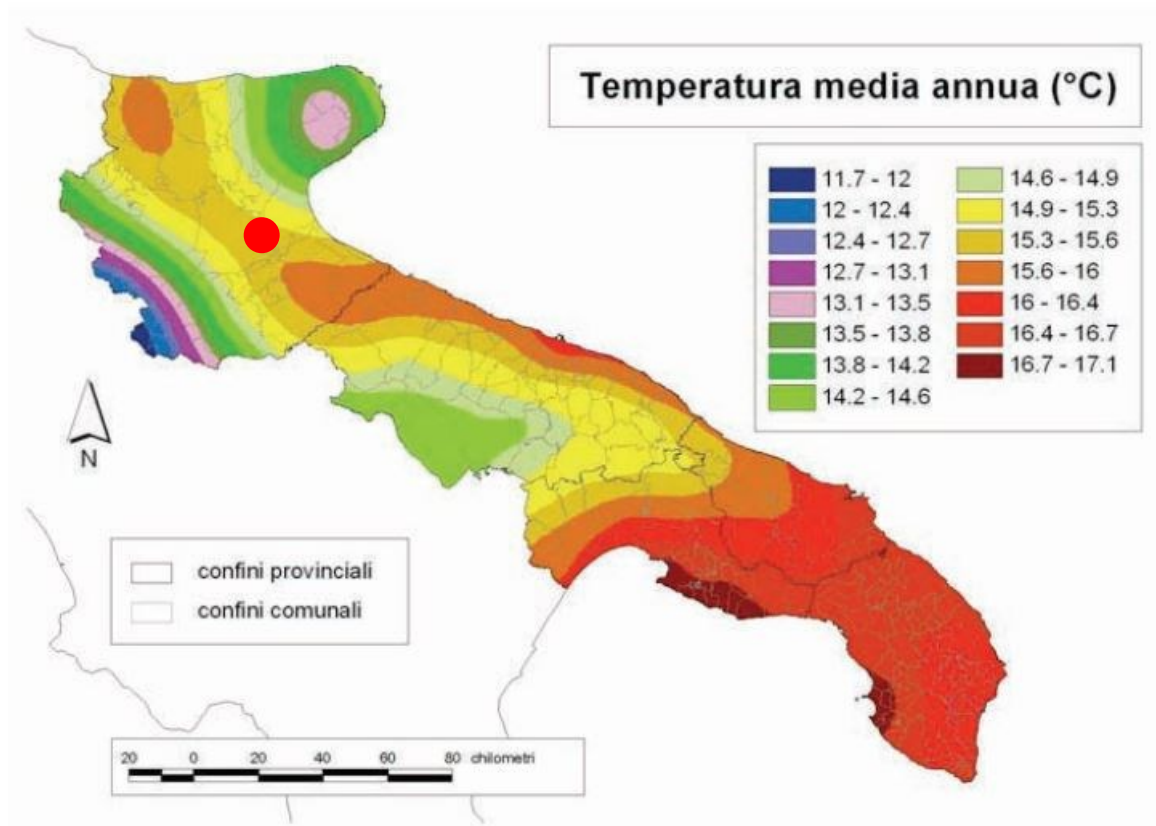 Temperatura media annua (°C)
11.7 - 12
12 - 12.4
12.4 - 12.7
12.7 - 13.1
13.1 - 13.5
13.5 - 13.8
13.8 - 14.2
14.2 - 14.6
14.6 - 14.9
14.9 - 15.3
15.3 - 15.6
15.6 - 16
16 - 16.4
16.4 - 16.7
16.7 - 17.1
N
confini provinciali
confini comunali
20 0 20 40 60 80 chilometri